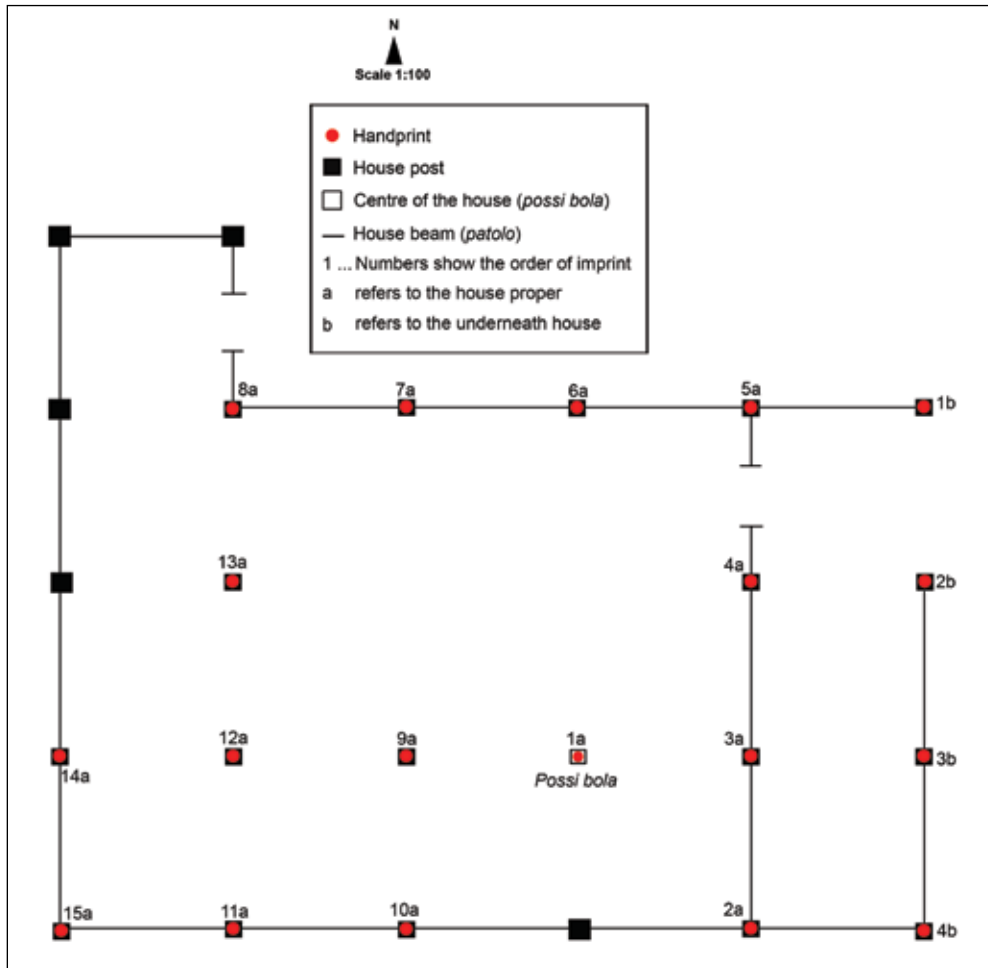 N
Scale 1:100
Handprint
House post
Centre of the house (possi bola)
House beam (patolo)
1 ... Numbers show the order of imprint
a refers to the house proper
b refers to the underneath house
8a
7a
6a
5a
1b
13a
4a
2b
12a
9a
1a
3a
3b
14a
Possi bola
15a
11a
10a
2a
4b